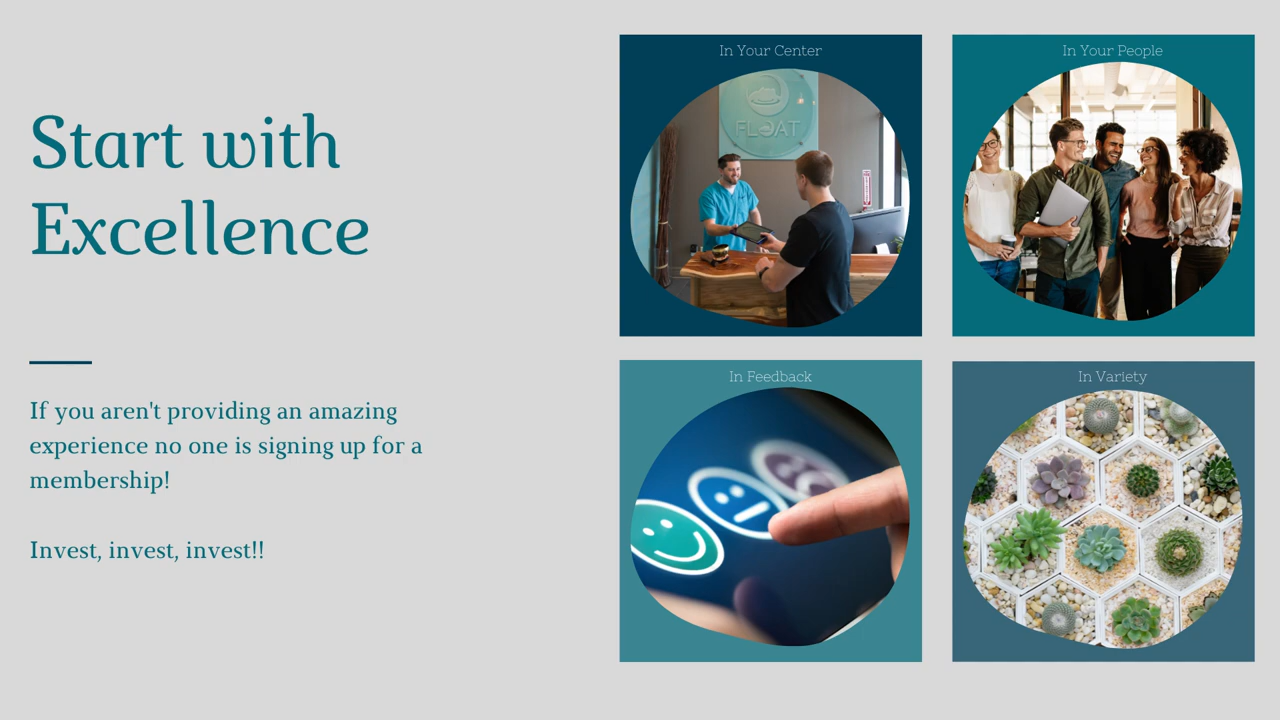 Start with
Excellence
If you aren't providing an amazing
experience no one is signing up for a
membership!
Invest, invest, invest!!
In Your Center
FLOAT
In Your People
In Feedback
In Variety